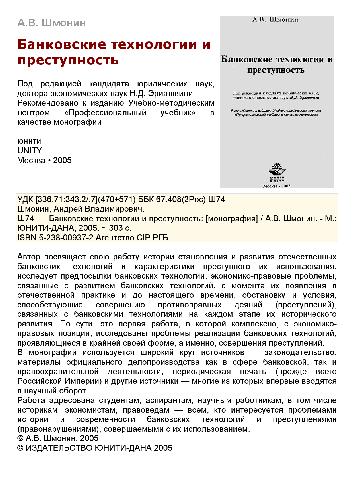 А.В. Шмонин
Банковские технологии и
преступность
Под редакцией кандидата юридических наук,
доктора экономических наук Н.Д. Эриашвили
Рекомендовано к изданию Учебно-методическим
центром «Профессиональный учебник» в
качестве монографии
юнити
UNITY
Москва • 2005
А.В. Шмонин
Банковские технологии и
преступность
Москва • 2005
УДК [336.71:343.2/.7](470+571) ББК 67.408(2Рос) Ш74
Шмонин, Андрей Владимирович.
Ш74 Банковские технологии и преступность: [монография] / А.В. Шмонин. - М.:
ЮНИТИ-ДАНА, 2005. - 303 с.
ISBN 5-238-00937-2 Агентство CIP РГБ
Автор посвящает свою работу истории становления и развития отечественных
банковских технологий и характеристики преступного их использования,
исследует предпосылки банковских технологий, экономико-правовые проблемы,
связанные с развитием банковских технологий, с момента их появления в
отечественной практике и до настоящего времени, обстановку и условия,
способствующие совершению противоправных деяний (преступлений),
связанных с банковскими технологиями на каждом этапе их исторического
развития. По сути это первая работа, в которой комплексно, с экономико-
правовых позиций, исследованы проблемы реализации банковских технологий,
проявляющиеся в крайней своей форме, а именно, совершения преступлений.
В монографии используется широкий круг источников — законодательство,
материалы официального делопроизводства как в сфере банковской, так и
правоохранительной деятельности, периодическая печать (прежде всего
Российской Империи) и другие источники — многие из которых впервые вводятся
в научный оборот.
Работа адресована студентам, аспирантам, научным работникам, в том числе
историкам, экономистам, правоведам — всем, кто интересуется проблемами
истории и современности банковских технологий и преступлениями
(правонарушениями), совершаемыми с их использованием.
© А.В. Шмонин, 2005
© ИЗДАТЕЛЬСТВО ЮНИТИ-ДАНА, 2005